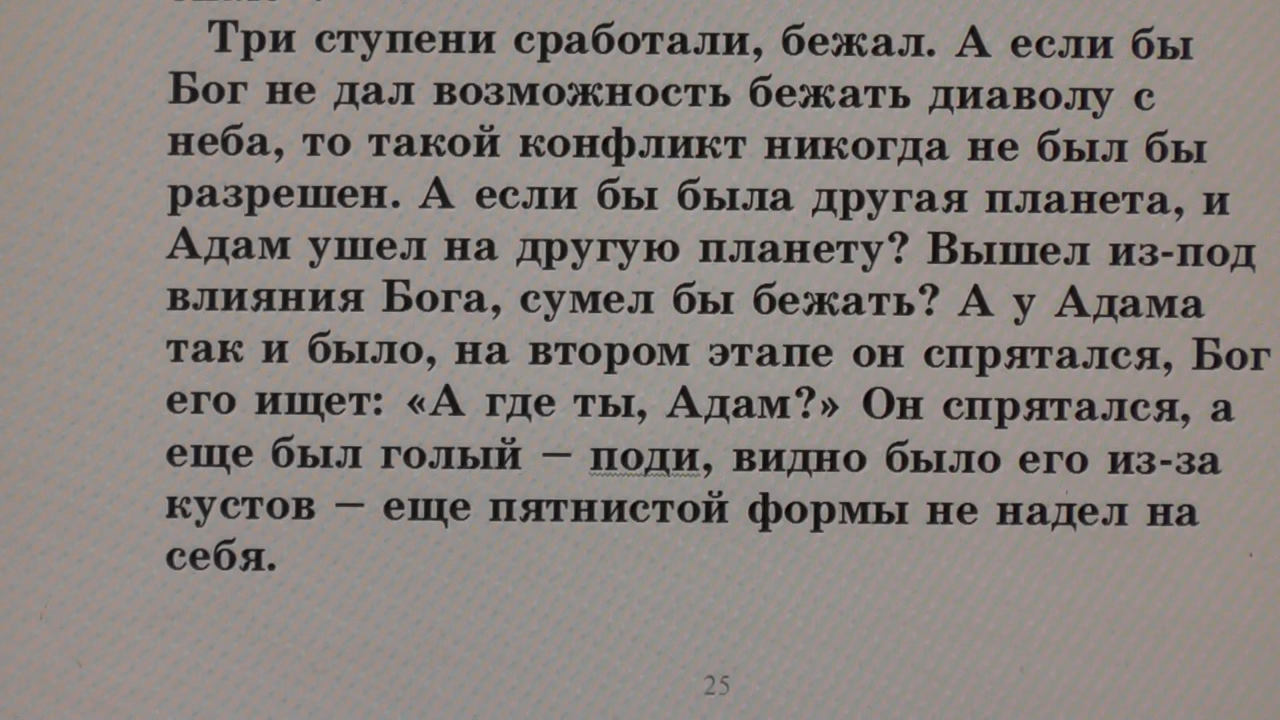 Три ступени сработали, бежал. А если бы
Бог не дал возможность бежать диаволу с
неба, то такой конфликт никогда не был бы
разрешен. А если бы была другая планета, и
Адам ушел на другую планету? Вышел из-под
влияния Бога, сумел бы бежать? А у Адама
так и было, на втором этапе он спрятался, Бог
его ищет: «А где ты, Адам?» Он спрятался, а
еще был голый — поди, видно было его из-за
кустов — еще пятнистой формы не надел на
себя.
25